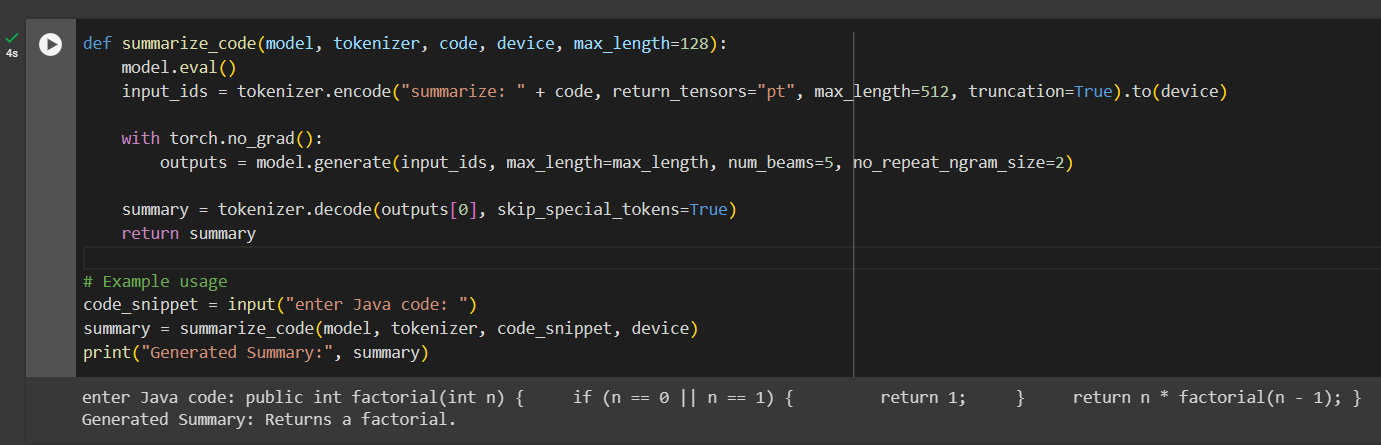 4s
def summarize_code(model, tokenizer, code, device, max_length=128):
    model.eval()
    input_ids = tokenizer.encode("summarize: " + code, return_tensors="pt", max_length=512, truncation=True).to(device)
    with torch.no_grad():
        outputs = model.generate(input_ids, max_length=max_length, num_beams=5, no_repeat_ngram_size=2)
    summary = tokenizer.decode(outputs[0], skip_special_tokens=True)
    return summary
# Example usage
code_snippet = input("enter Java code: ")
summary = summarize_code(model, tokenizer, code_snippet, device)
print("Generated Summary:", summary)
enter Java code: public int factorial(int n) {     if (n == 0 || n == 1) {         return 1;     }     return n * factorial(n - 1); }
Generated Summary: Returns a factorial.